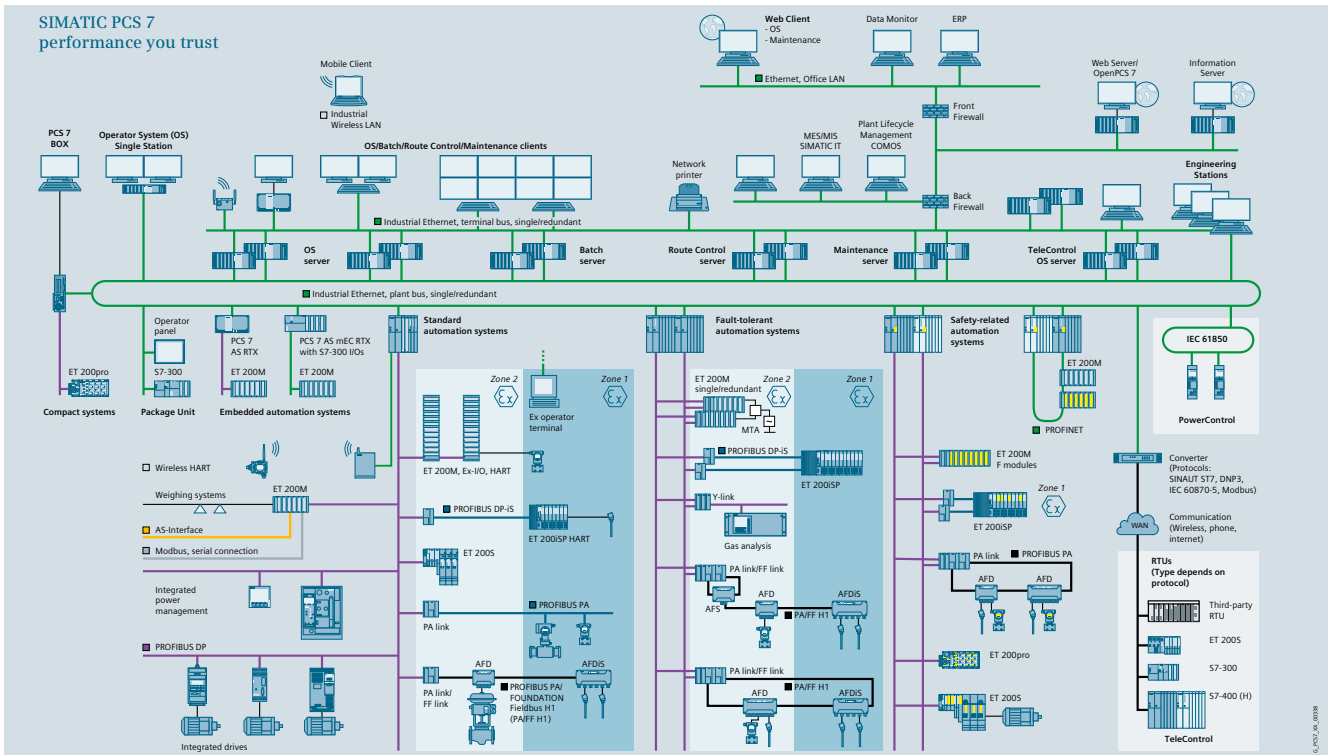 SIMATIC PCS 7
performance you trust
Web Client
- OS
- Maintenance
Data Monitor
ERP
Ethernet, Office LAN
Web Server/
OpenPCS 7
Information
Server
Mobile Client
Industrial
Wireless LAN
Front
Firewall
PCS 7
BOX
Operator System (OS)
Single Station
OS/Batch/Route Control/Maintenance clients
Network
printer
MES/MIS
SIMATIC IT
Plant Lifecycle
Management
COMOS
Engineering
Stations
Back
Firewall
Industrial Ethernet, terminal bus, single/redundant
OS
server
Batch
server
Route Control
server
Maintenance
server
TeleControl
OS server
Industrial Ethernet, plant bus, single/redundant
Operator
panel
S7-300
ET 200pro
Compact systems
Package Unit
PCS 7
AS RTX
ET 200M
PCS 7 AS mEC RTX
with S7-300 I/Os
ET 200M
Embedded automation systems
Standard
automation systems
Fault-tolerant
automation systems
Safety-related
automation
systems
ET 200M
PROFINET
IEC 61850
PowerControl
Zone 2
Ex
Zone 1
Ex
Ex operator
terminal
ET 200M, Ex-I/O, HART
PROFIBUS DP-iS
ET 200iSP HART
ET 200S
PA link
PROFIBUS PA
PA link/
FF link
AFD
AFDiS
PROFIBUS PA/
FOUNDATION
Fieldbus H1
(PA/FF H1)
Wireless HART
Weighing systems
ET 200M
AS-Interface
Modbus, serial connection
Integrated
power
management
PROFIBUS DP
Integrated drives
ET 200M
single/redundant
Zone 2
Ex
Zone 1
Ex
MTA
PROFIBUS DP-iS
ET 200iSP
Y-link
Gas analysis
PA link/FF link
AFS
AFD
AFDiS
PA/FF H1
PA link/FF link
PA/FF H1
AFD
AFDiS
ET 200M
F modules
Zone 1
Ex
ET 200iSP
PA link
PROFIBUS PA
AFD
AFD
ET 200pro
ET 200S
Converter
(Protocols:
SINAUT ST7, DNP3,
IEC 60870-5, Modbus)
WAN
Communication
(Wireless, phone,
internet)
RTUs
(Type depends on
protocol)
Third-party
RTU
ET 200S
S7-300
S7-400 (H)
TeleControl